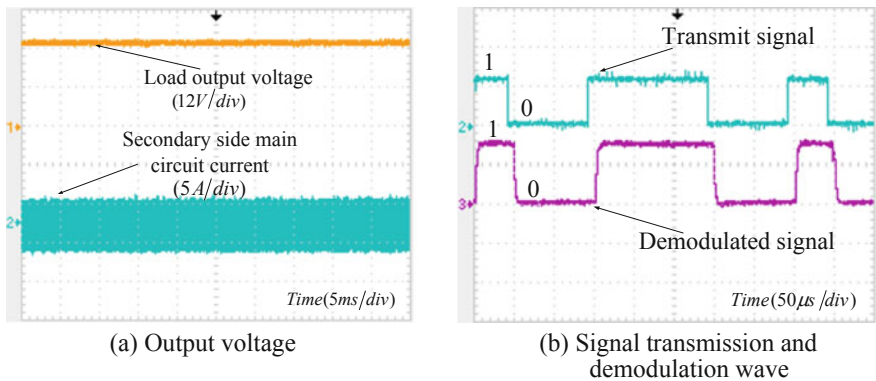 Load output voltage
(12V/div)
1
Secondary side main
circuit current
(5A/div)
2
Time(5ms/div)
(a) Output voltage
Transmit signal
1
0
2
1
0
3
Demodulated signal
Time(50μs/div)
(b) Signal transmission and
demodulation wave